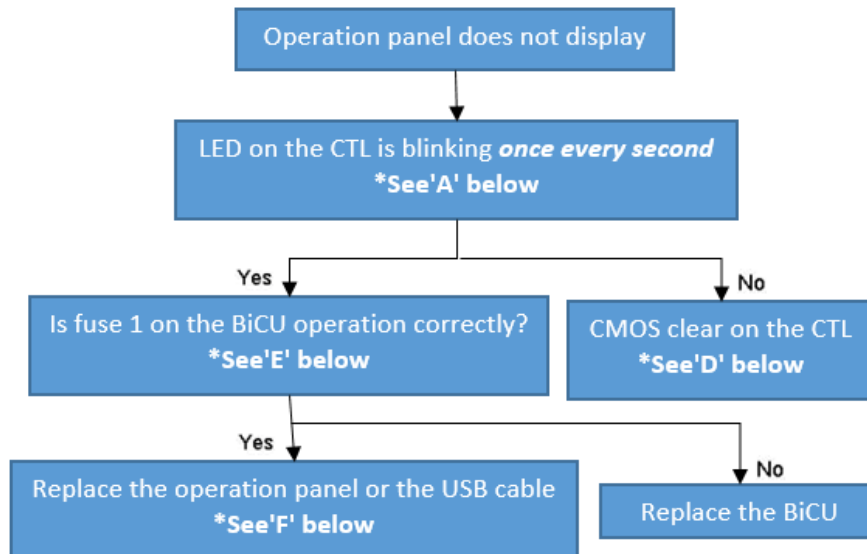 Operation panel does not display
LED on the CTL is blinking once every second
*See'A' below
Yes
No
Is fuse 1 on the BiCU operation correctly?
*See'E' below
CMOS clear on the CTL
*See'D' below
Yes
No
Replace the operation panel or the USB cable
*See'F' below
Replace the BiCU